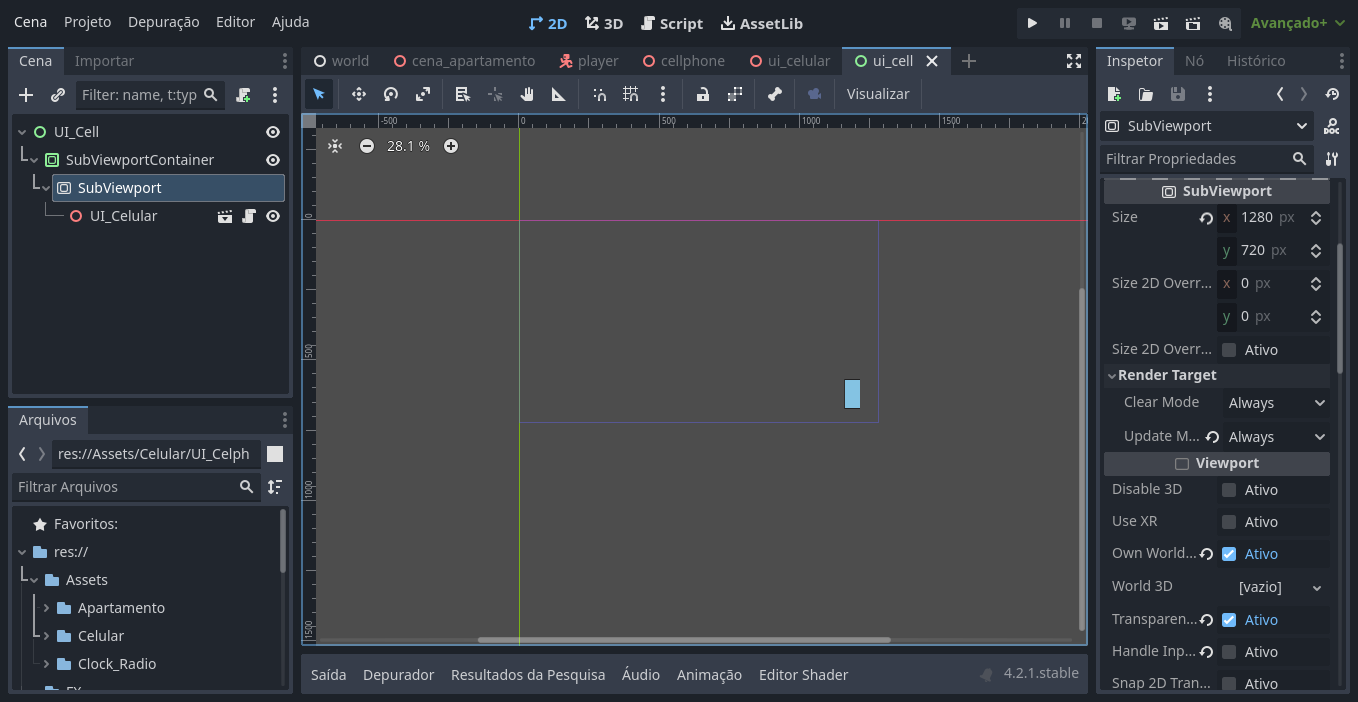 Cena Projeto Depuração Editor Ajuda
2D 3D Script AssetLib
Avançado+
Cena Importar
Filter: name, t:typ
UI_Cell
SubViewportContainer
SubViewport
UI_Celular
Arquivos
res://Assets/Celular/UI_Celph
Filtrar Arquivos
Favoritos:
res://
Assets
Apartamento
Celular
Clock_Radio
world cena_apartamento player cellphone ui_celular ui_cell
Visualizar
-500 0 500 1000 1500 2
28.1 %
0
500
1000
1500
Saída Depurador Resultados da Pesquisa Áudio Animação Editor Shader
4.2.1.stable
Inspetor Nó Histórico
SubViewport
Filtrar Propriedades
SubViewport
Size x 1280 px
y 720 px
Size 2D Overr... x 0 px
y 0 px
Size 2D Overr... Ativo
Render Target
Clear Mode Always
Update M... Always
Viewport
Disable 3D Ativo
Use XR Ativo
Own World... Ativo
World 3D [vazio]
Transparen... Ativo
Handle Inp... Ativo
Snap 2D Tran... Ativo